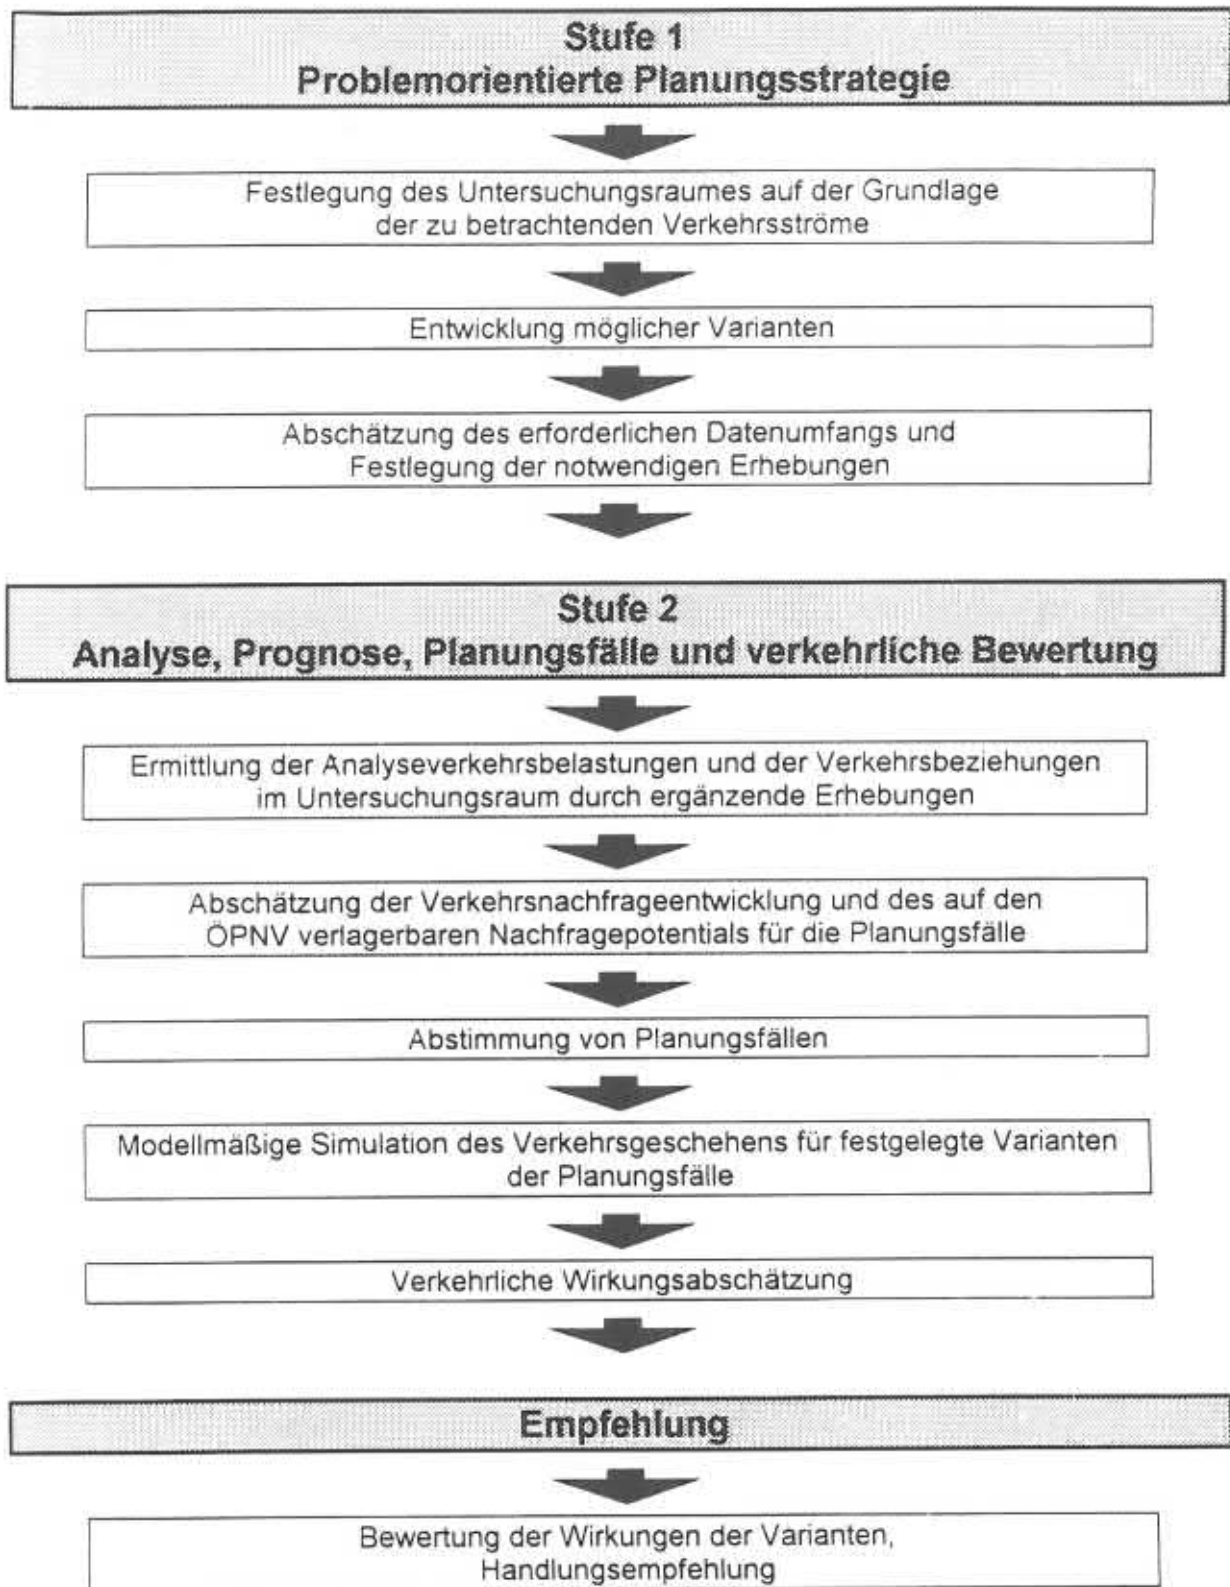 Stufe 1
Problemorientierte Planungsstrategie
Festlegung des Untersuchungsraumes auf der Grundlage
der zu betrachtenden Verkehrsströme
Entwicklung möglicher Varianten
Abschätzung des erforderlichen Datenumfangs und
Festlegung der notwendigen Erhebungen
Stufe 2
Analyse, Prognose, Planungsfälle und verkehrliche Bewertung
Ermittlung der Analyseverkehrsbelastungen und der Verkehrsbeziehungen
im Untersuchungsraum durch ergänzende Erhebungen
Abschätzung der Verkehrsnachfrageentwicklung und des auf den
ÖPNV verlagerbaren Nachfragepotentials für die Planungsfälle
Abstimmung von Planungsfällen
Modellmäßige Simulation des Verkehrsgeschehens für festgelegte Varianten
der Planungsfälle
Verkehrliche Wirkungsabschätzung
Empfehlung
Bewertung der Wirkungen der Varianten,
Handlungsempfehlung